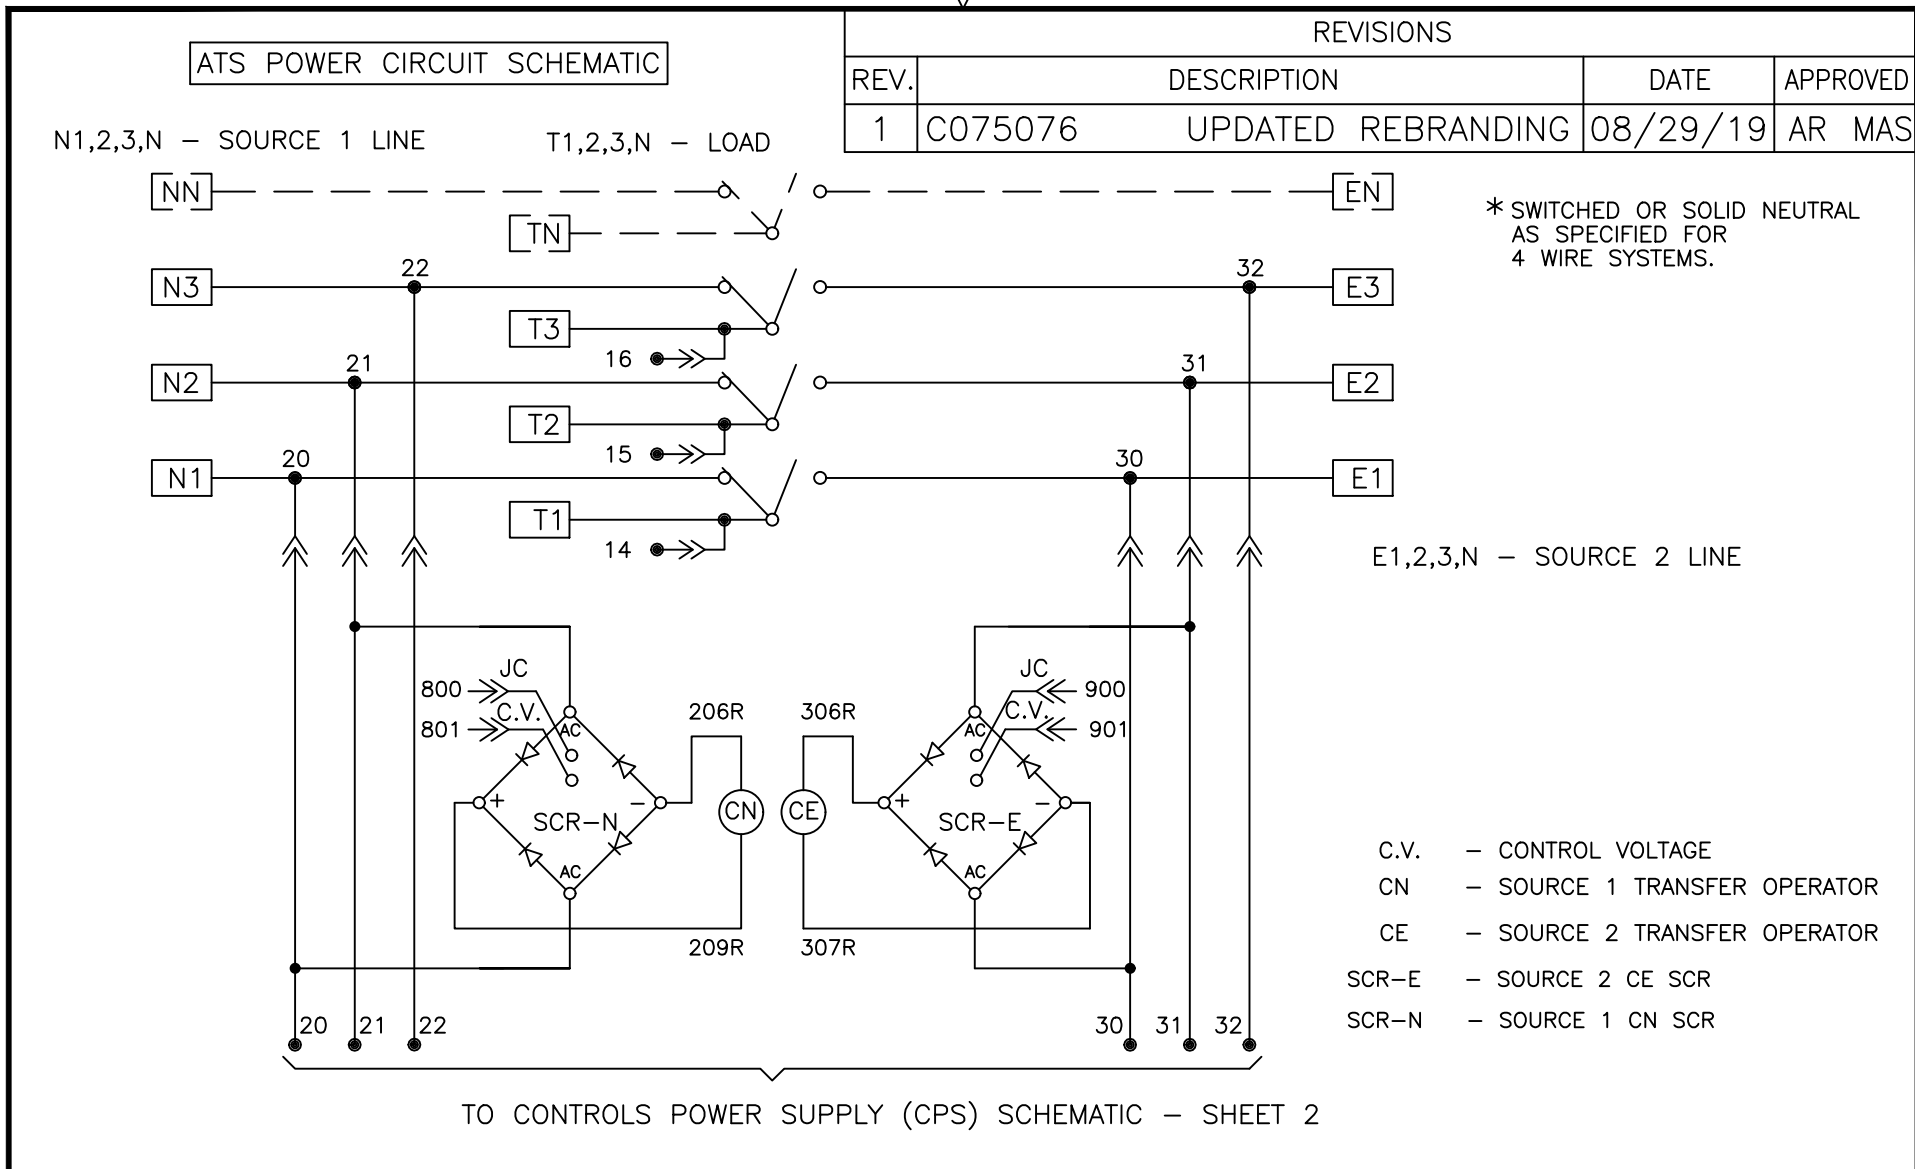 ATS POWER CIRCUIT SCHEMATIC
REVISIONS
REV. DESCRIPTION DATE APPROVED
1 C075076 UPDATED REBRANDING 08/29/19 AR MAS
N1,2,3,N – SOURCE 1 LINE
T1,2,3,N – LOAD
NN
EN
TN
* SWITCHED OR SOLID NEUTRAL
AS SPECIFIED FOR
4 WIRE SYSTEMS.
N3
22
32
E3
T3
16
N2
21
31
E2
T2
15
N1
20
30
E1
T1
14
E1,2,3,N – SOURCE 2 LINE
JC
800
C.V.
801
AC
206R
306R
JC
900
C.V.
901
AC
+
–
SCR–N
CN
CE
+
–
SCR–E
AC
AC
209R
307R
C.V. – CONTROL VOLTAGE
CN – SOURCE 1 TRANSFER OPERATOR
CE – SOURCE 2 TRANSFER OPERATOR
SCR–E – SOURCE 2 CE SCR
SCR–N – SOURCE 1 CN SCR
20 21 22
30 31 32
TO CONTROLS POWER SUPPLY (CPS) SCHEMATIC – SHEET 2